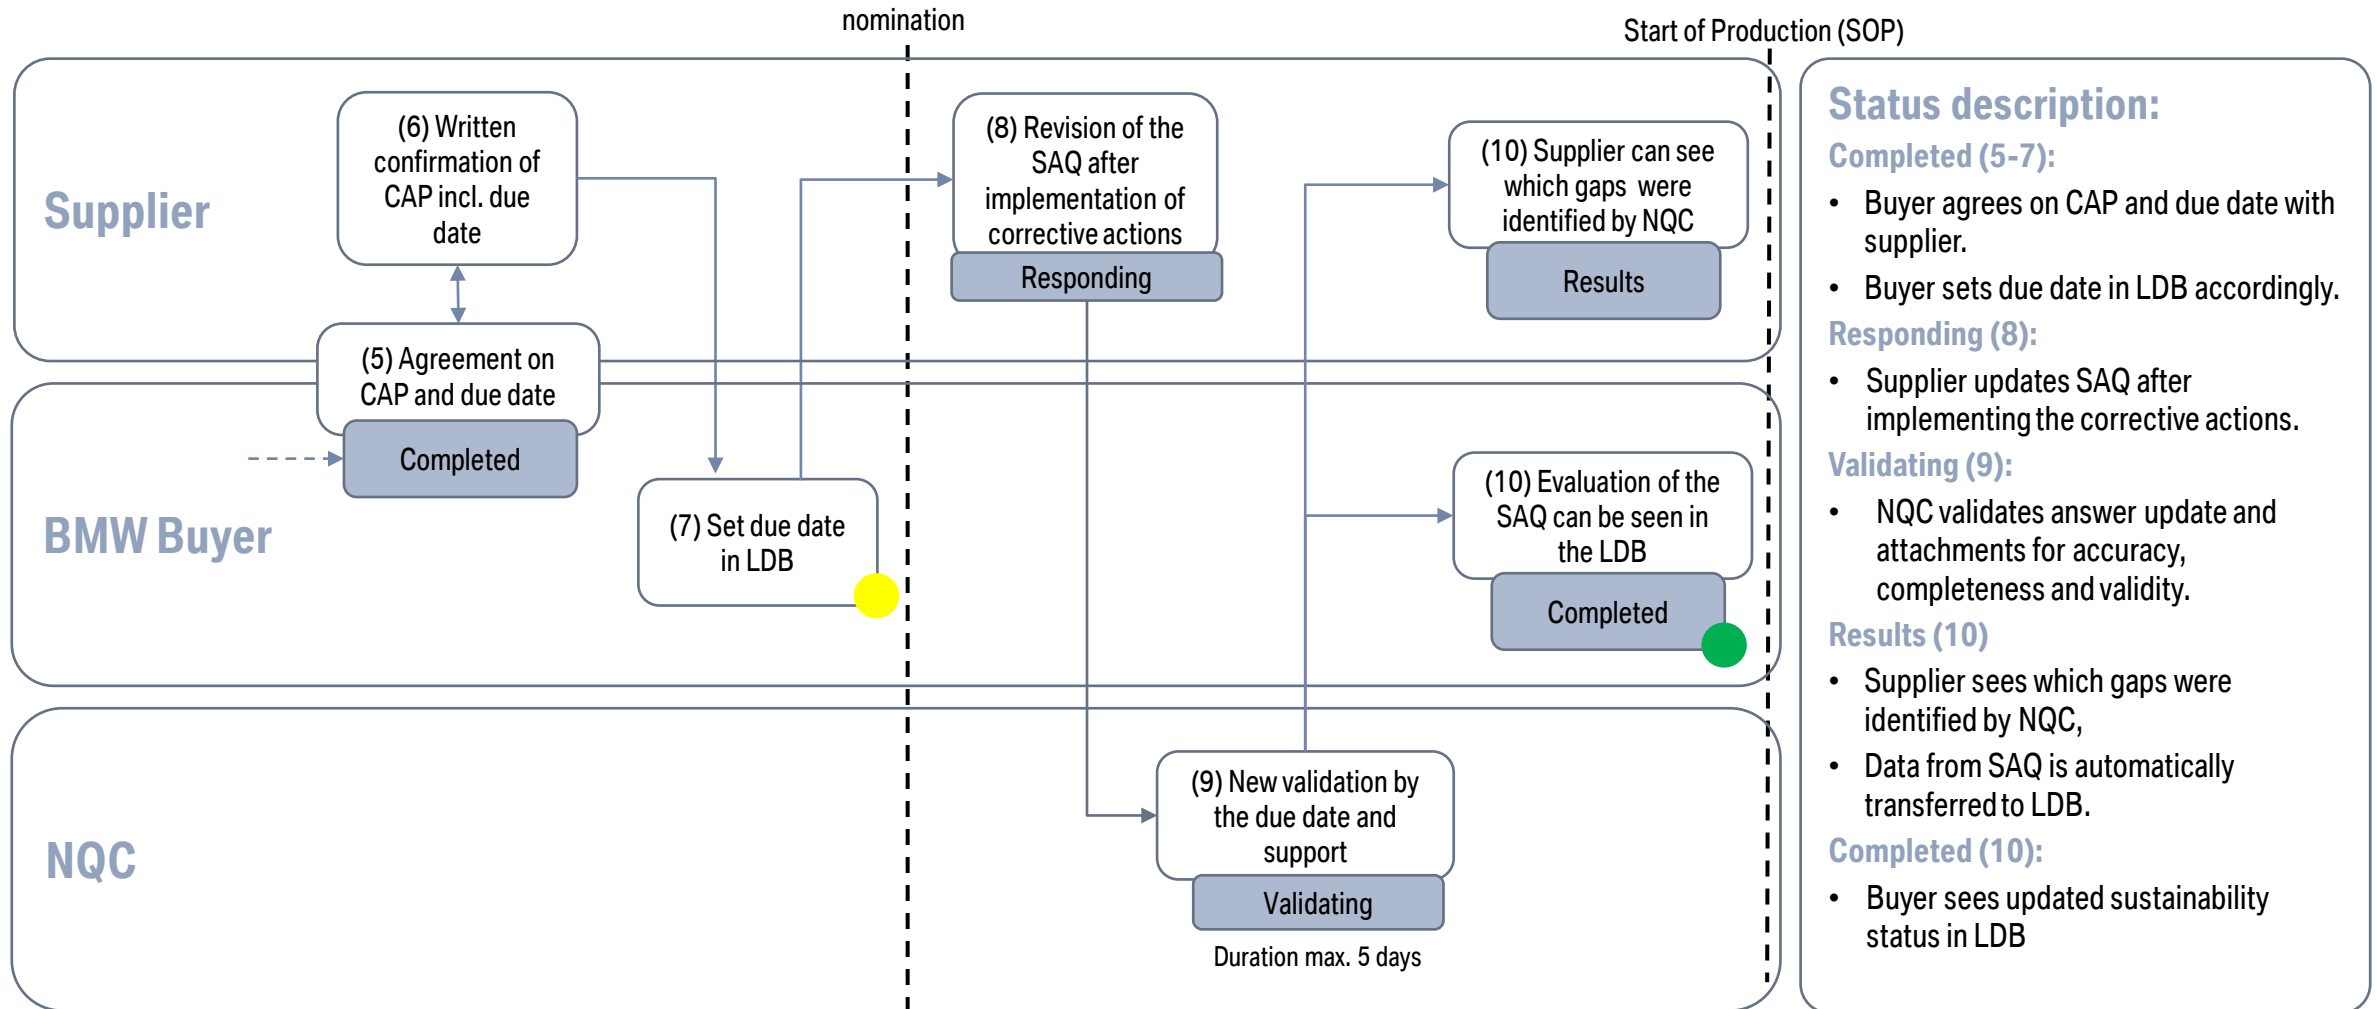 nomination
Start of Production (SOP)
Supplier
(6) Written
confirmation of
CAP incl. due
date
(8) Revision of the
SAQ after
implementation of
corrective actions
Responding
(10) Supplier can see
which gaps were
identified by NQC
Results
(5) Agreement on
CAP and due date
Completed
BMW Buyer
(7) Set due date
in LDB
(10) Evaluation of the
SAQ can be seen in
the LDB
Completed
NQC
(9) New validation by
the due date and
support
Validating
Duration max. 5 days
Status description:
Completed (5-7):
• Buyer agrees on CAP and due date with
supplier.
• Buyer sets due date in LDB accordingly.
Responding (8):
• Supplier updates SAQ after
implementing the corrective actions.
Validating (9):
• NQC validates answer update and
attachments for accuracy,
completeness and validity.
Results (10)
• Supplier sees which gaps were
identified by NQC,
• Data from SAQ is automatically
transferred to LDB.
Completed (10):
• Buyer sees updated sustainability
status in LDB